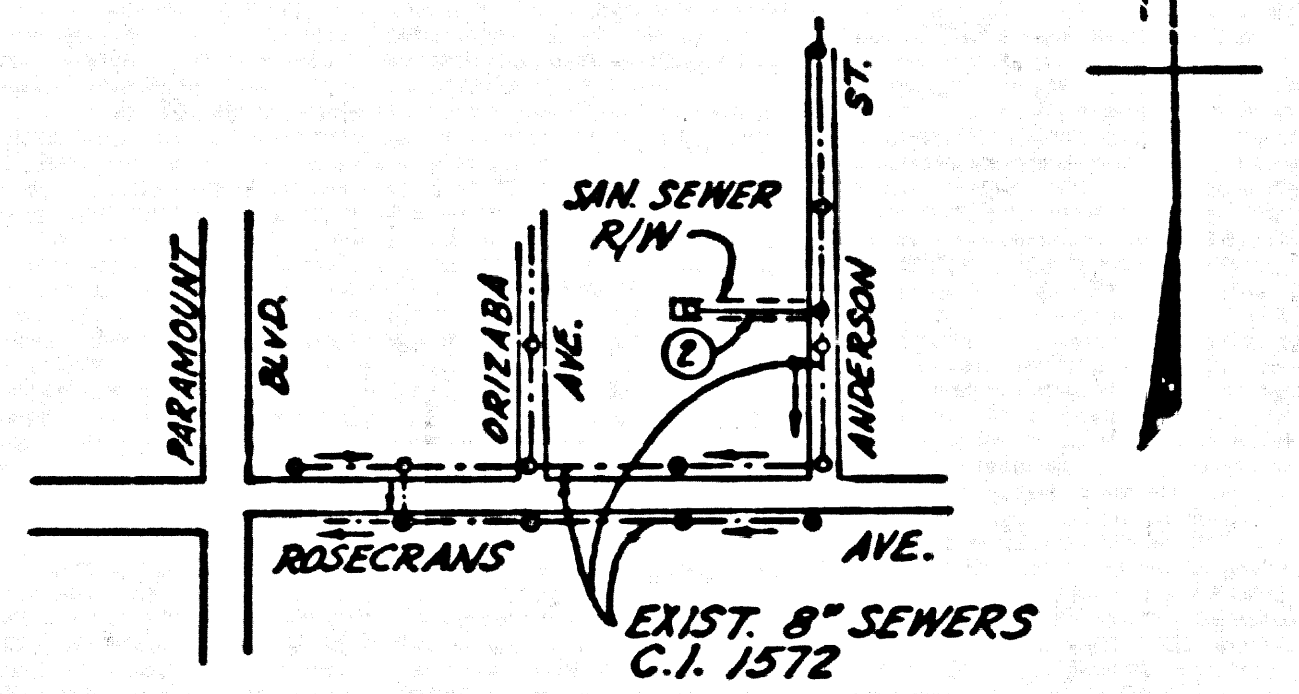 ST.
SAN. SEWER
R/W
PARAMOUNT
BLVD.
ORIZABA
AVE.
2
ANDERSON
ROSECRANS
AVE.
EXIST. 8" SEWERS
C.I. 1572